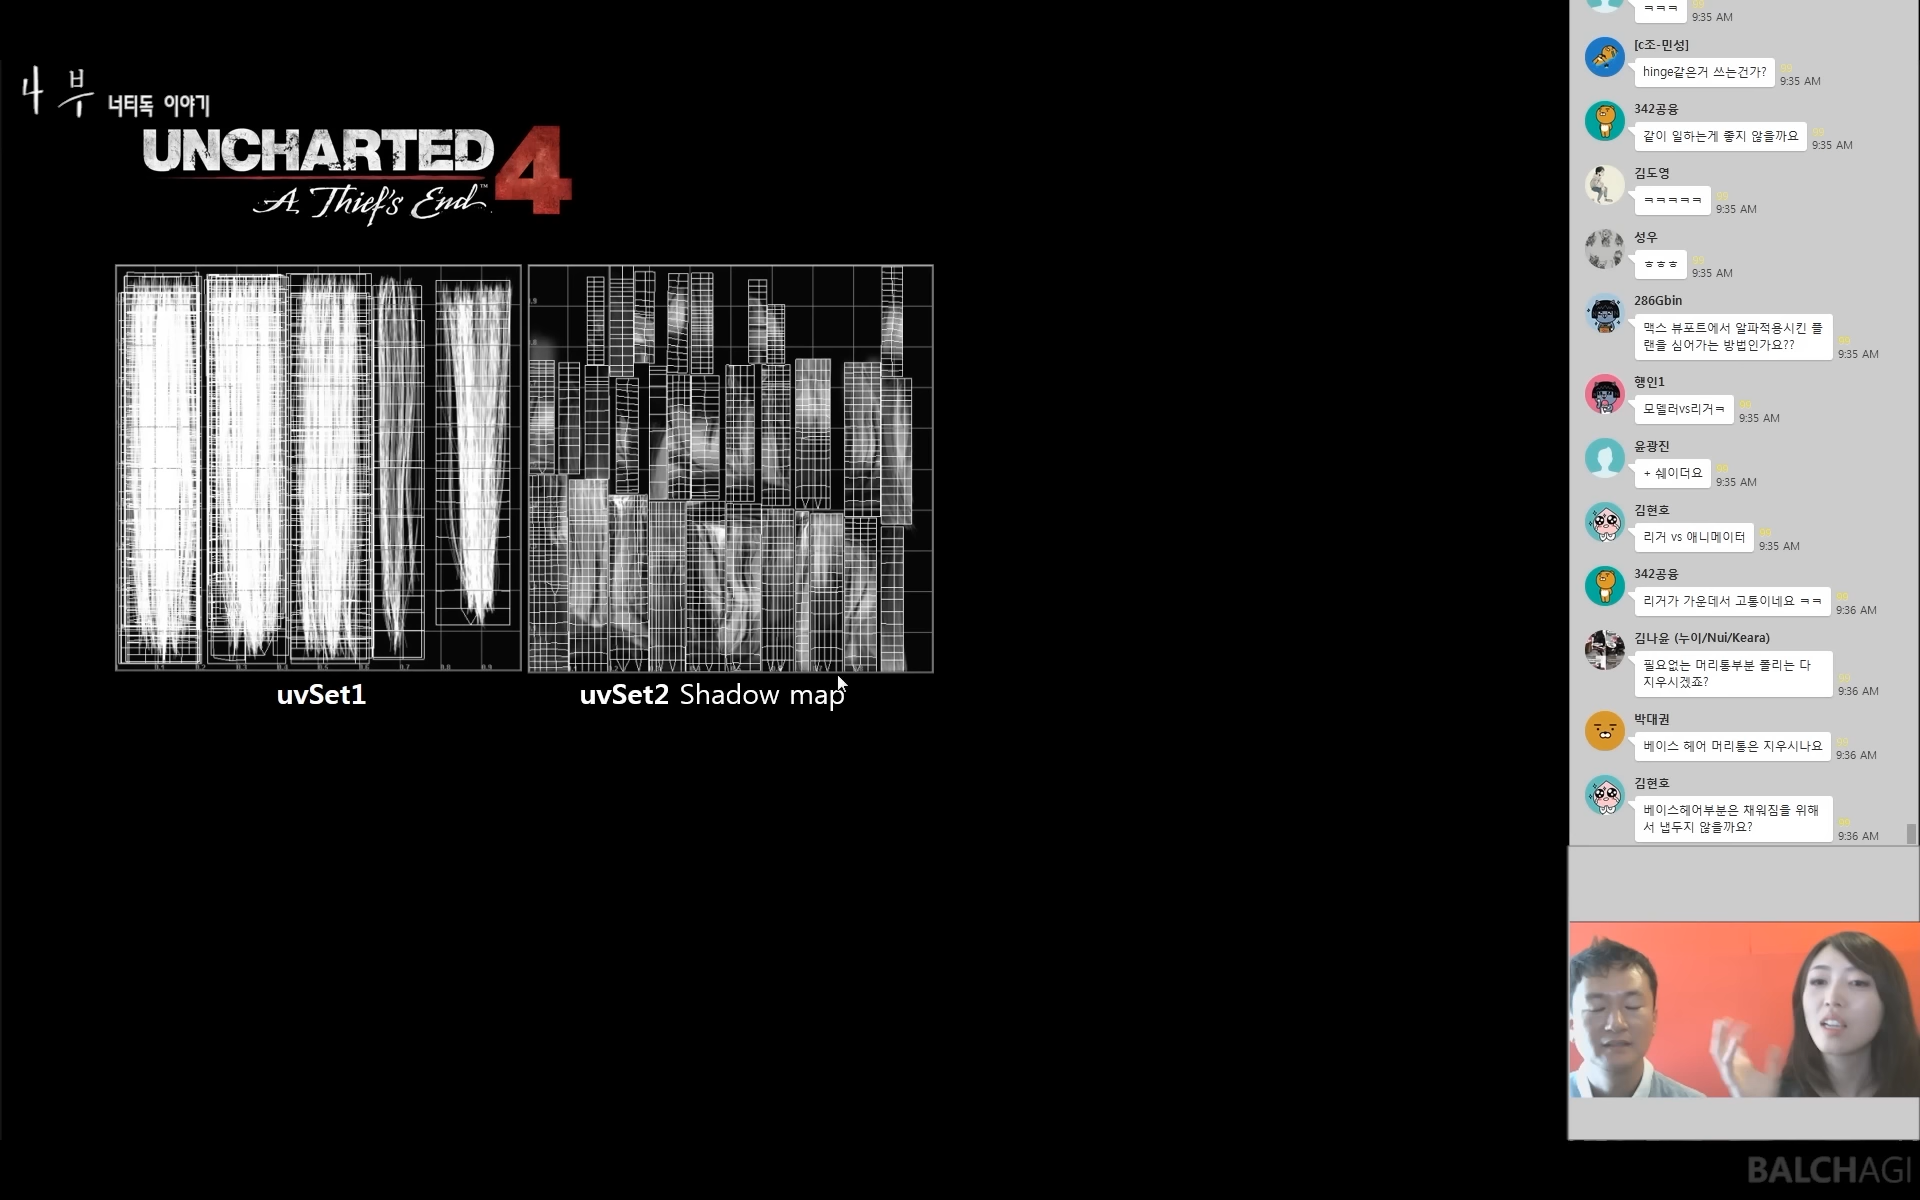 4 부 너티독 이야기
UNCHARTED 4
A Thief's End™
uvSet1
uvSet2 Shadow map
ㅋㅋㅋ
9:35 AM
[c조-민성]
hinge같은거 쓰는건가?
9:35 AM
342공융
같이 일하는게 좋지 않을까요
9:35 AM
김도영
ㅋㅋㅋㅋㅋ
9:35 AM
성우
ㅎㅎㅎ
9:35 AM
286Gbin
맥스 뷰포트에서 알파적용시킨 플
랜을 심어가는 방법인가요??
9:35 AM
행인1
모델러vs리거ㅋ
9:35 AM
윤광진
+ 쉐이더요
9:35 AM
김현호
리거 vs 애니메이터
9:35 AM
342공융
리거가 가운데서 고통이네요 ㅋㅋ
9:36 AM
김나윤 (누이/Nui/Keara)
필요없는 머리통부분 폴리는 다
지우시겠죠?
9:36 AM
박대권
베이스 헤어 머리통은 지우시나요
9:36 AM
김현호
베이스헤어부분은 채워짐을 위해
서 냅두지 않을까요?
9:36 AM
BALCHAGI